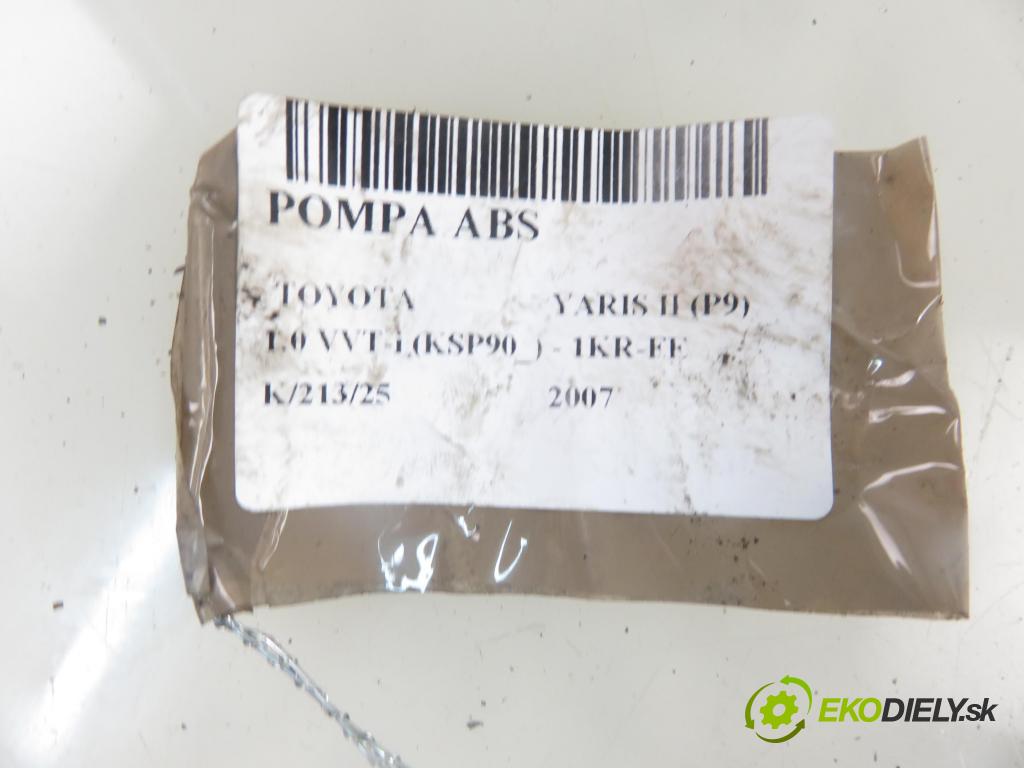 POMPA ABS
TOYOTA YARIS II (P9)
1.0 VVT-i (KSP90_) - 1KR-FE
K/213/25 2007
EKODIELY.sk